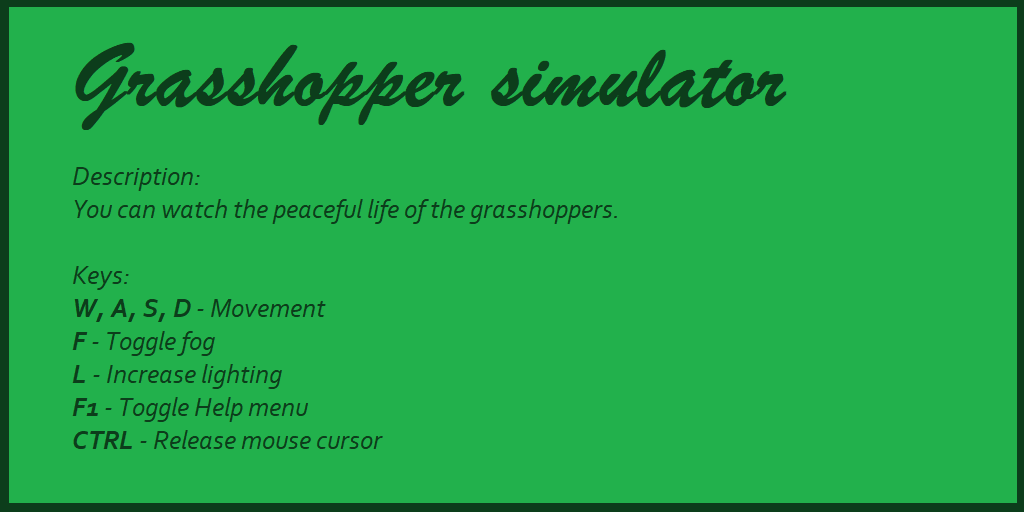 Grasshopper simulator
Description:
You can watch the peaceful life of the grasshoppers.
Keys:
W, A, S, D - Movement
F - Toggle fog
L - Increase lighting
F1 - Toggle Help menu
CTRL - Release mouse cursor